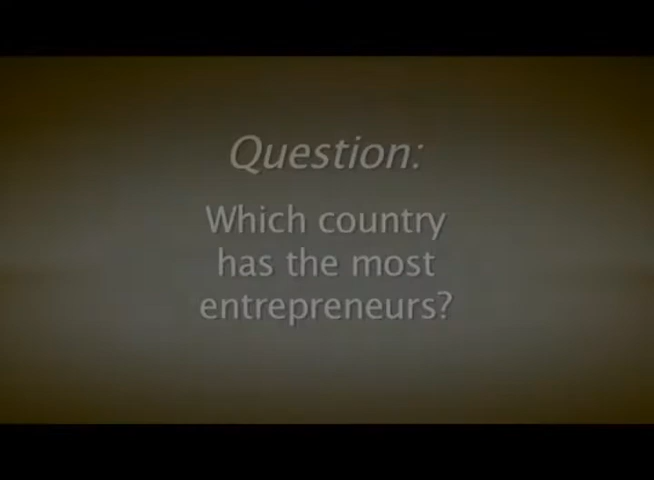 Question:
Which country
has the most
entrepreneurs?